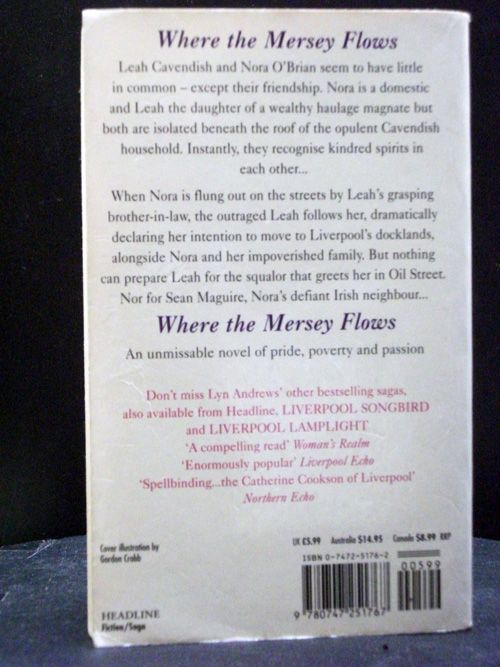 Where the Mersey Flows
Leah Cavendish and Nora O'Brian seem to have little
in common – except their friendship. Nora is a domestic
and Leah the daughter of a wealthy haulage magnate but
both are isolated beneath the roof of the opulent Cavendish
household. Instantly, they recognise kindred spirits in
each other...
When Nora is flung out on the streets by Leah's grasping
brother-in-law, the outraged Leah follows her, dramatically
declaring her intention to move to Liverpool's docklands,
alongside Nora and her impoverished family. But nothing
can prepare Leah for the squalor that greets her in Oil Street.
Nor for Sean Maguire, Nora's defiant Irish neighbour...
Where the Mersey Flows
An unmissable novel of pride, poverty and passion
Don't miss Lyn Andrews' other bestselling sagas,
also available from Headline, LIVERPOOL SONGBIRD
and LIVERPOOL LAMPLIGHT
'A compelling read' Woman's Realm
'Enormously popular' Liverpool Echo
'Spellbinding...the Catherine Cookson of Liverpool'
Northern Echo
Cover illustration by
Gordon Crabb
UK £5.99 Australia $14.95 Canada $8.99 RRP
ISBN 0-7472-5176-2
00599
9 780747 251767
HEADLINE
Fiction/Saga